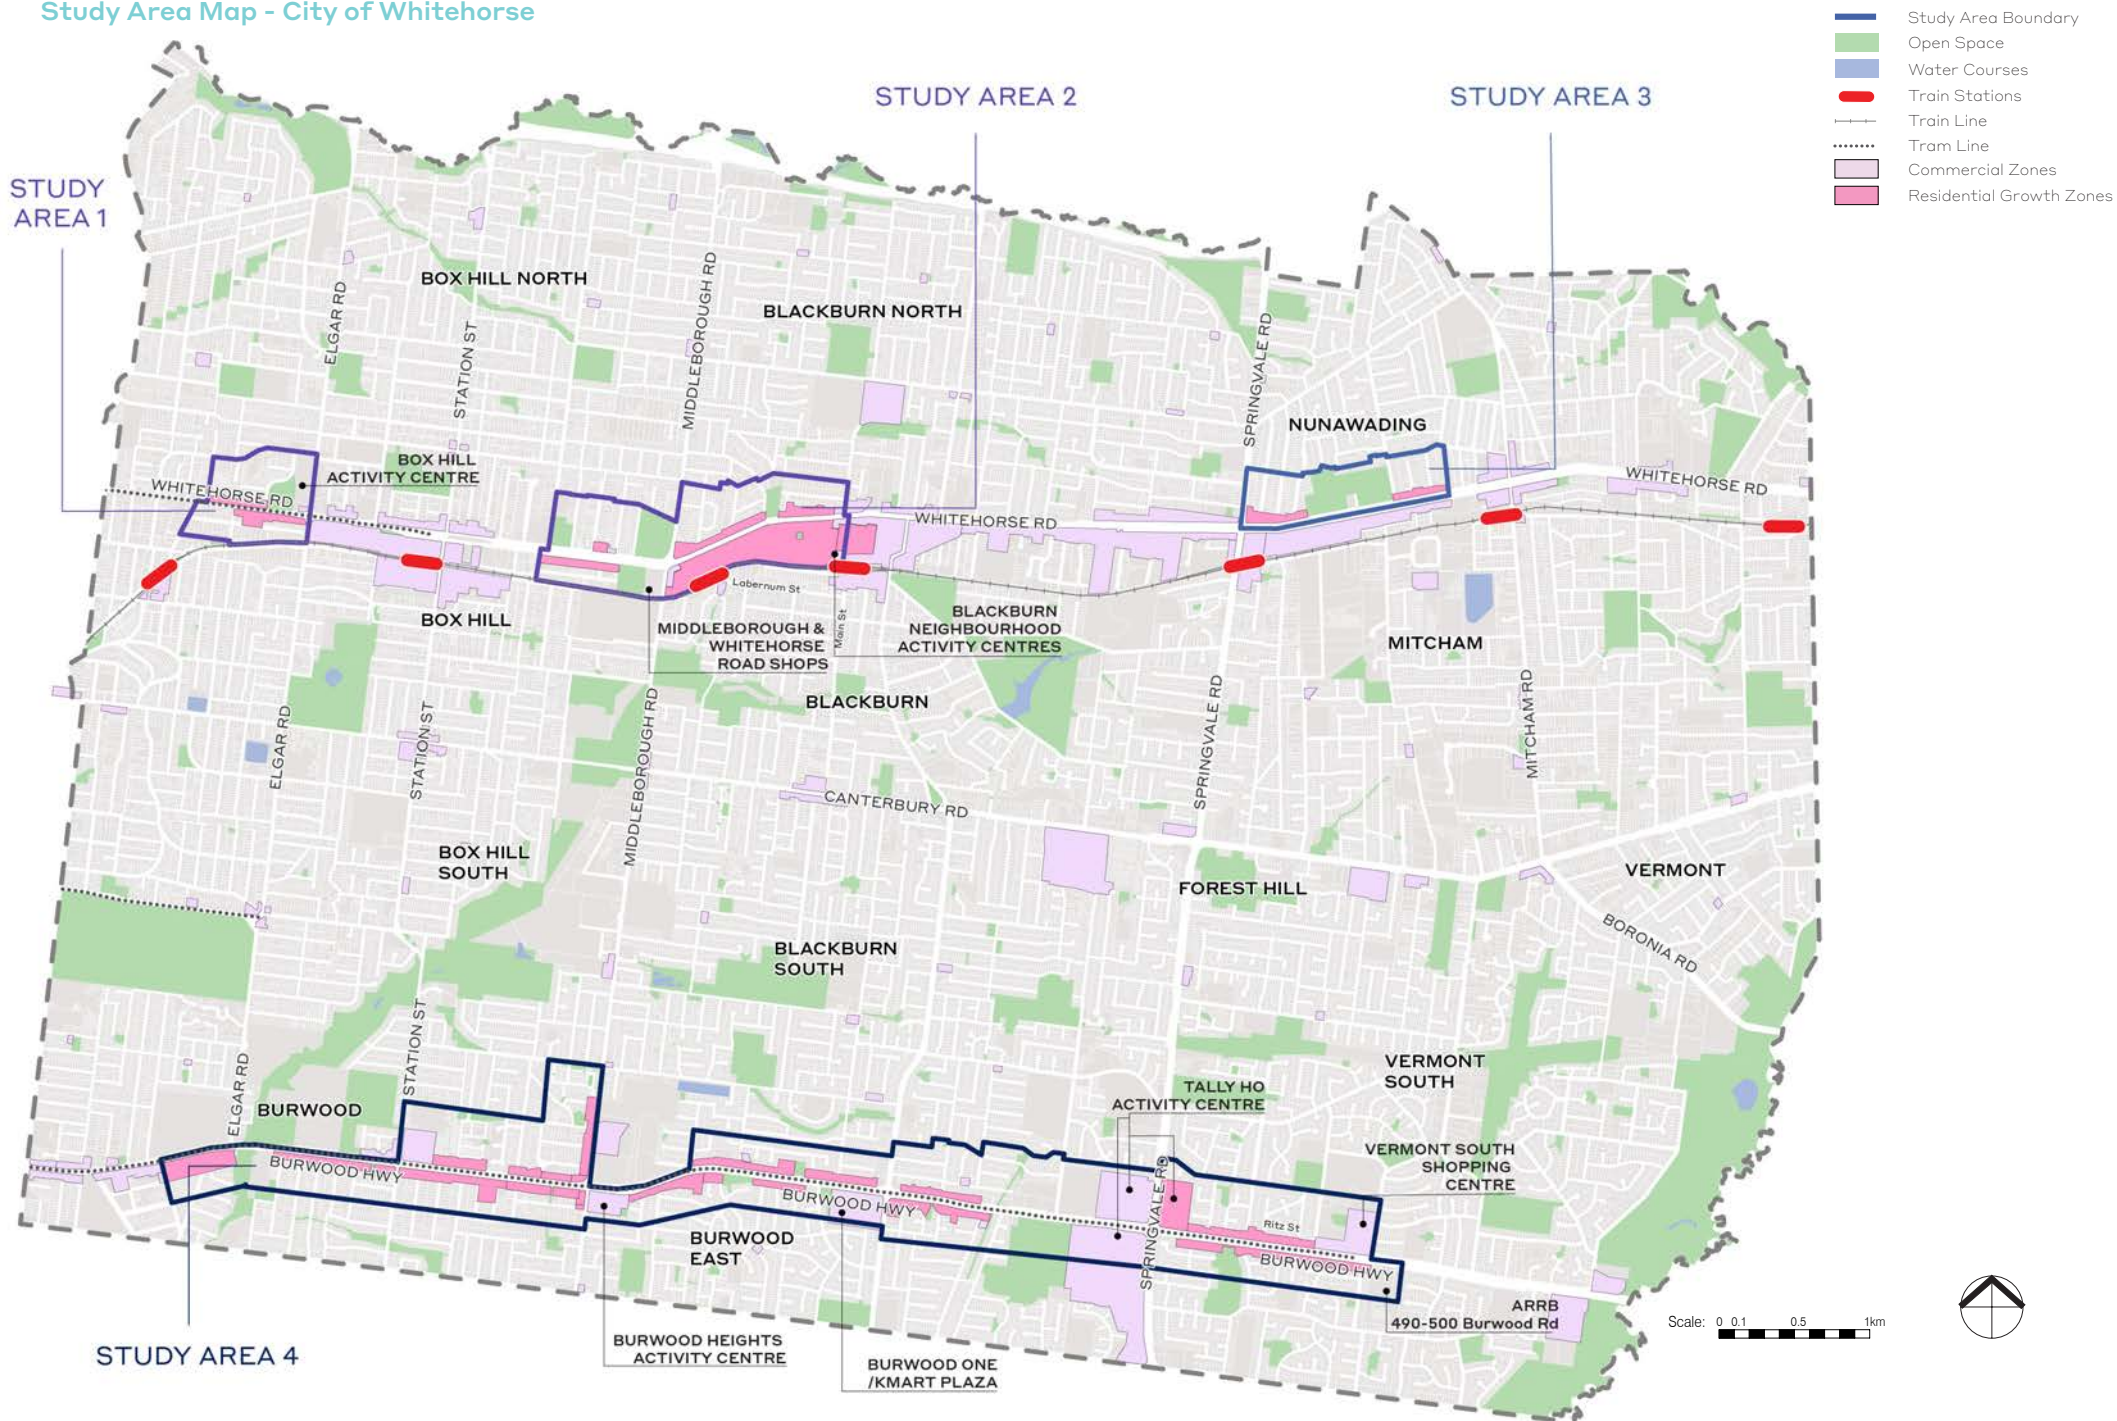 Study Area Map - City of Whitehorse
Study Area Boundary
Open Space
Water Courses
Train Stations
Train Line
Tram Line
Commercial Zones
Residential Growth Zones
STUDY AREA 2
STUDY AREA 3
STUDY
AREA 1
BOX HILL NORTH
BLACKBURN NORTH
ELGAR RD
STATION ST
MIDDLEBOROUGH RD
SPRINGVALE RD
NUNAWADING
BOX HILL
ACTIVITY CENTRE
WHITEHORSE RD
WHITEHORSE RD
WHITEHORSE RD
Labernum St
BOX HILL
MIDDLEBOROUGH &
WHITEHORSE
ROAD SHOPS
Main St
BLACKBURN
NEIGHBOURHOOD
ACTIVITY CENTRES
MITCHAM
BLACKBURN
ELGAR RD
STATION ST
MIDDLEBOROUGH RD
SPRINGVALE RD
MITCHAM RD
CANTERBURY RD
BOX HILL
SOUTH
FOREST HILL
VERMONT
BORONIA RD
BLACKBURN
SOUTH
STATION ST
ELGAR RD
VERMONT
SOUTH
BURWOOD
TALLY HO
ACTIVITY CENTRE
VERMONT SOUTH
SHOPPING
CENTRE
BURWOOD HWY
BURWOOD HWY
SPRINGVALE RD
Ritz St
BURWOOD HWY
BURWOOD
EAST
ARRB
490-500 Burwood Rd
STUDY AREA 4
BURWOOD HEIGHTS
ACTIVITY CENTRE
BURWOOD ONE
/KMART PLAZA
Scale: 0 0.1 0.5 1km